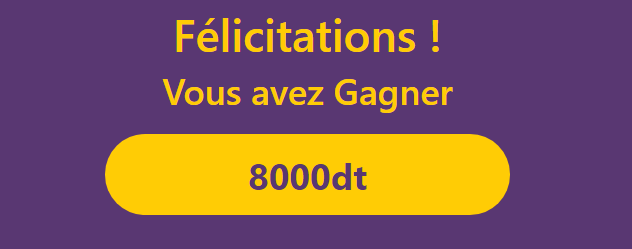 Félicitations !
Vous avez Gagner
8000dt